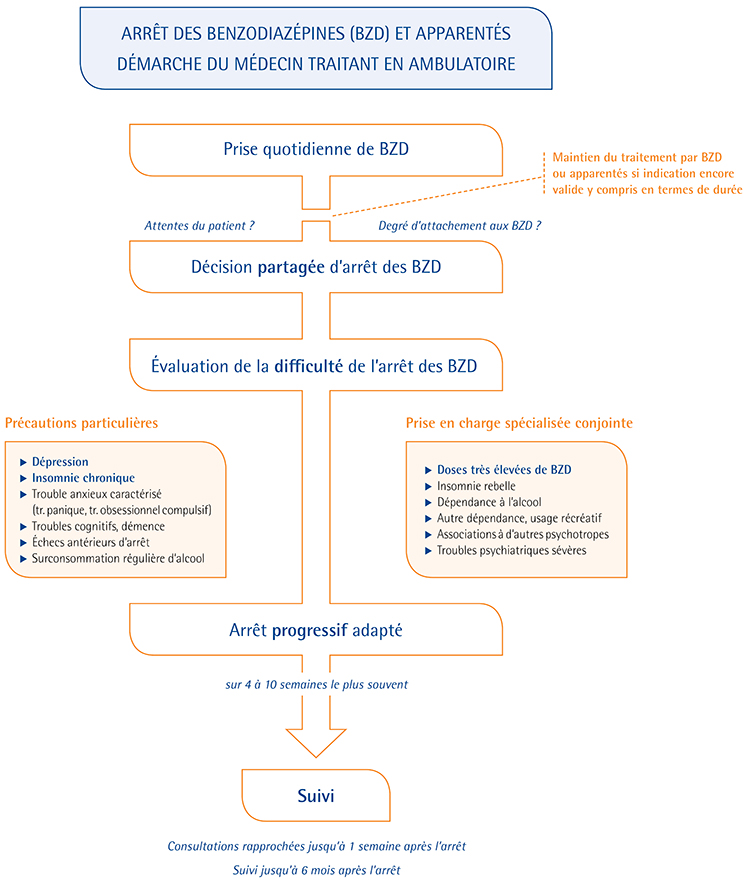 ARRÊT DES BENZODIAZÉPINES (BZD) ET APPARENTÉS
DÉMARCHE DU MÉDECIN TRAITANT EN AMBULATOIRE
Prise quotidienne de BZD
Maintien du traitement par BZD
ou apparentés si indication encore
valide y compris en termes de durée
Attentes du patient ?
Degré d'attachement aux BZD ?
Décision partagée d'arrêt des BZD
Évaluation de la difficulté de l'arrêt des BZD
Précautions particulières
► Dépression
► Insomnie chronique
► Trouble anxieux caractérisé
(tr. panique, tr. obsessionnel compulsif)
► Troubles cognitifs, démence
► Échecs antérieurs d'arrêt
► Surconsommation régulière d'alcool
Prise en charge spécialisée conjointe
► Doses très élevées de BZD
► Insomnie rebelle
► Dépendance à l'alcool
► Autre dépendance, usage récréatif
► Associations à d'autres psychotropes
► Troubles psychiatriques sévères
Arrêt progressif adapté
sur 4 à 10 semaines le plus souvent
Suivi
Consultations rapprochées jusqu'à 1 semaine après l'arrêt
Suivi jusqu'à 6 mois après l'arrêt